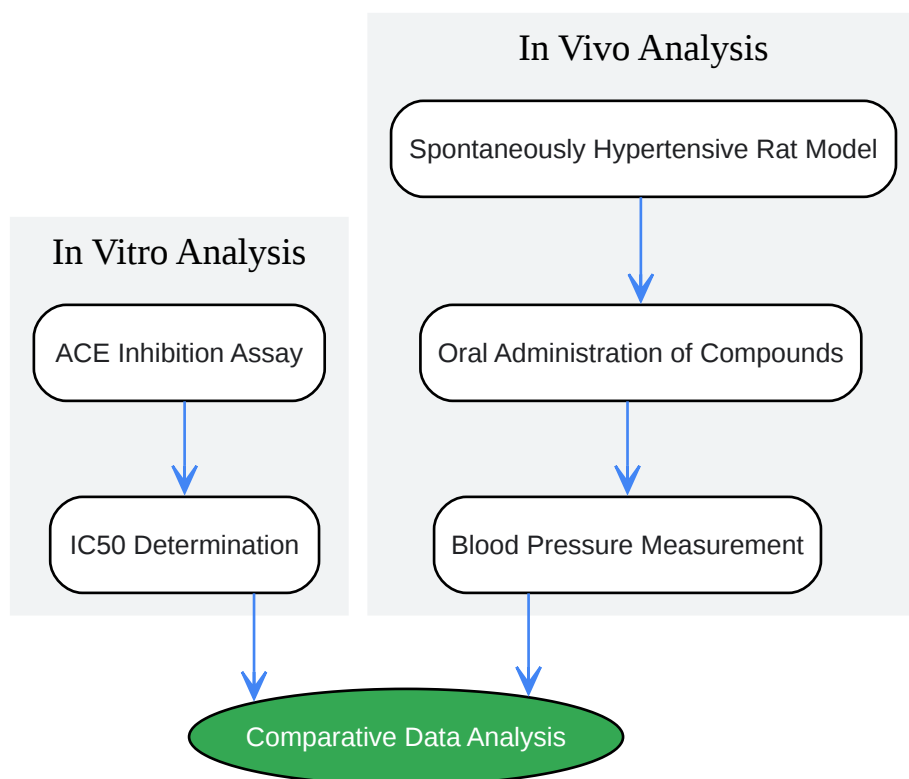 In Vivo Analysis
Spontaneously Hypertensive Rat Model
Oral Administration of Compounds
Blood Pressure Measurement
In Vitro Analysis
ACE Inhibition Assay
IC50 Determination
Comparative Data Analysis